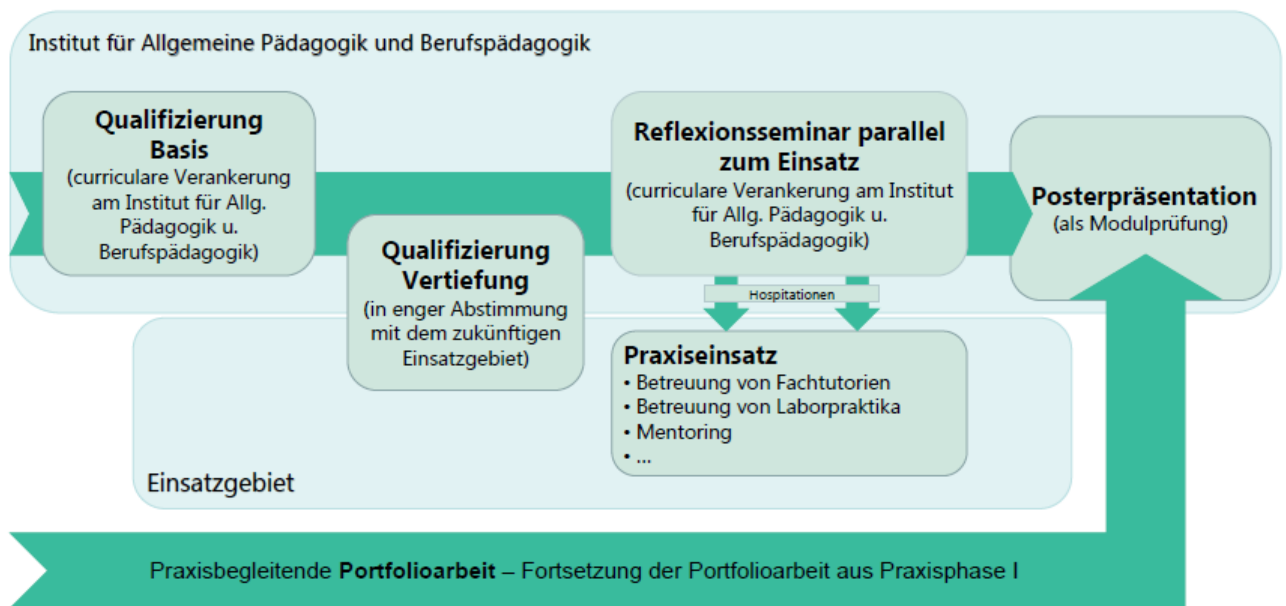 Institut für Allgemeine Pädagogik und Berufspädagogik
Qualifizierung
Basis
(curriculare Verankerung
am Institut für Allg.
Pädagogik u.
Berufspädagogik)
Qualifizierung
Vertiefung
(in enger Abstimmung
mit dem zukünftigen
Einsatzgebiet)
Reflexionsseminar parallel
zum Einsatz
(curriculare Verankerung am Institut
für Allg. Pädagogik u.
Berufspädagogik)
Hospitationen
Praxiseinsatz
• Betreuung von Fachtutorien
• Betreuung von Laborpraktika
• Mentoring
• ...
Posterpräsentation
(als Modulprüfung)
Einsatzgebiet
Praxisbegleitende Portfolioarbeit – Fortsetzung der Portfolioarbeit aus Praxisphase I